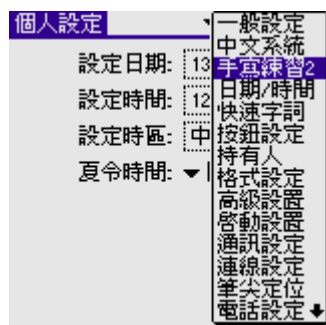 個人設定
設定日期: 13
設定時間: 12
設定時區: 中
夏令時間:
一般設定
中文系統
手寫練習2
日期/時間
快速字詞
按鈕設定
持有人
格式設定
高級設置
啓動設置
通訊設定
連線設定
筆尖定位
電話設定